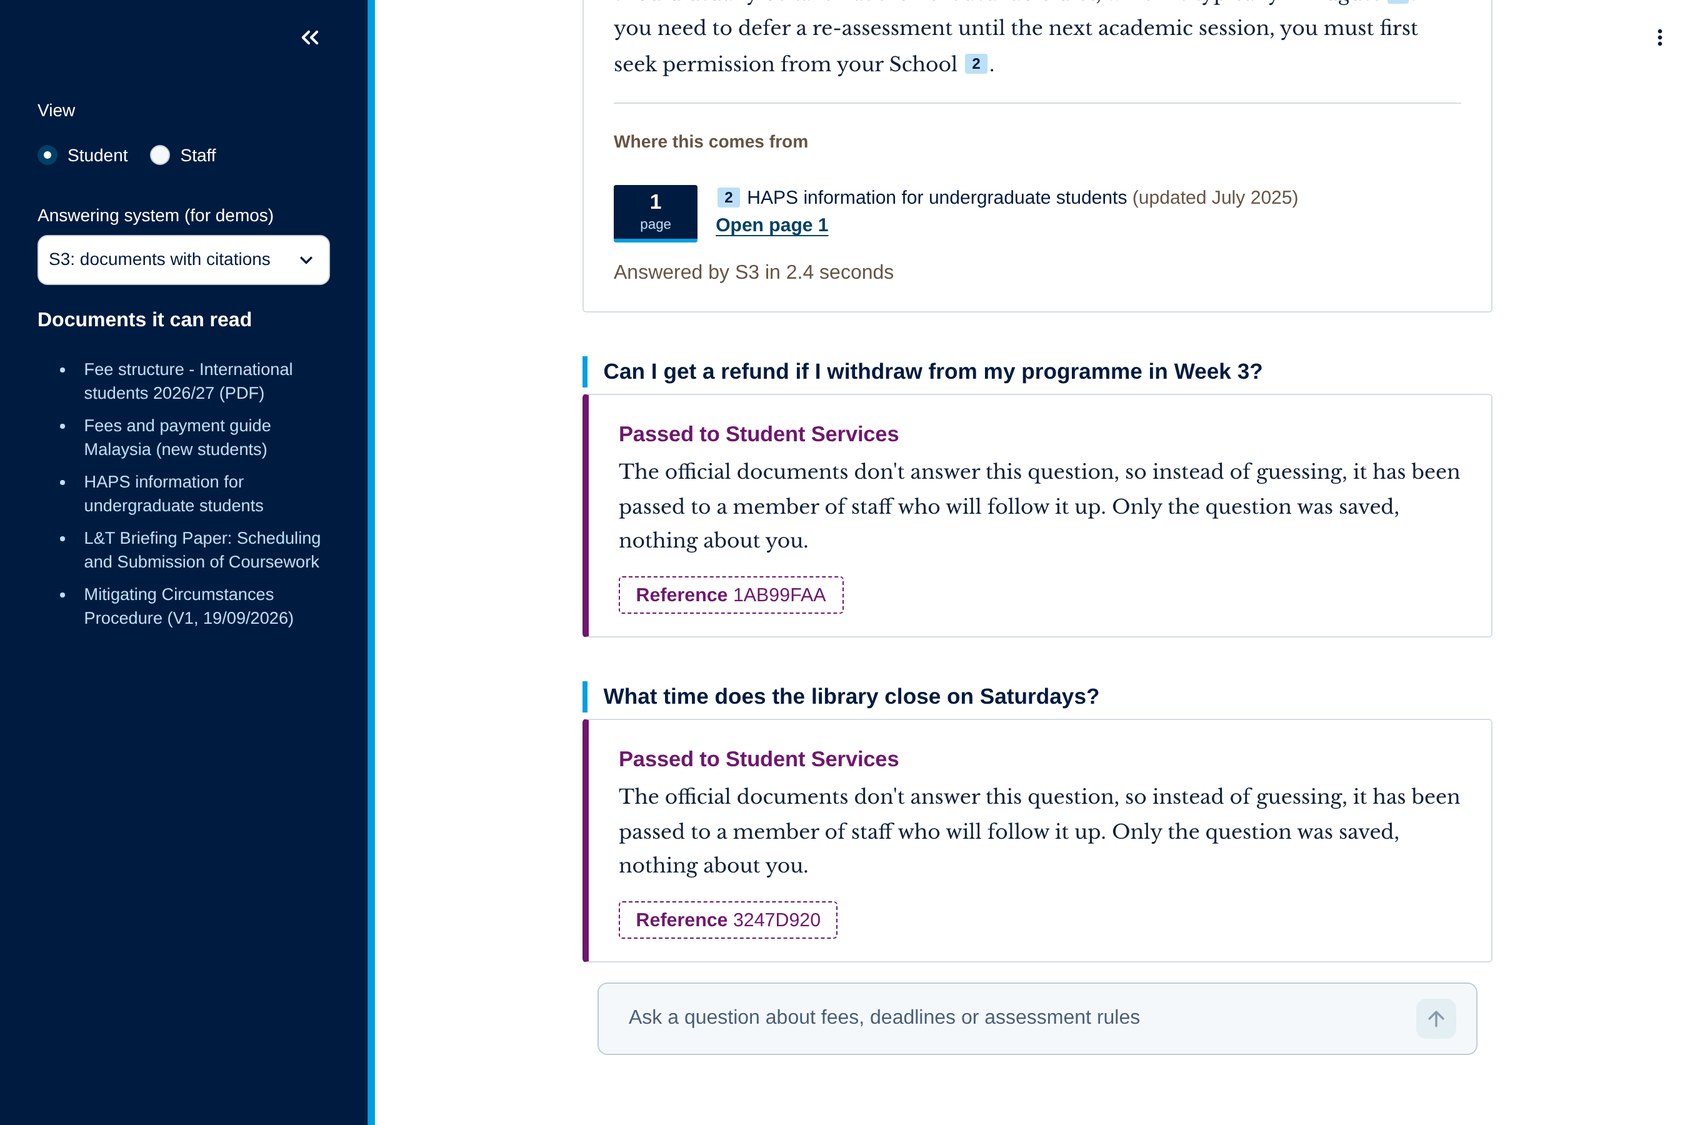 View
Student
Staff
Answering system (for demos)
S3: documents with citations
Documents it can read
Fee structure - International
students 2026/27 (PDF)
Fees and payment guide
Malaysia (new students)
HAPS information for
undergraduate students
L&T Briefing Paper: Scheduling
and Submission of Coursework
Mitigating Circumstances
Procedure (V1, 19/09/2026)
you need to defer a re-assessment until the next academic session, you must first
seek permission from your School 2 .
Where this comes from
1
page
2 HAPS information for undergraduate students (updated July 2025)
Open page 1
Answered by S3 in 2.4 seconds
Can I get a refund if I withdraw from my programme in Week 3?
Passed to Student Services
The official documents don't answer this question, so instead of guessing, it has been
passed to a member of staff who will follow it up. Only the question was saved,
nothing about you.
Reference 1AB99FAA
What time does the library close on Saturdays?
Passed to Student Services
The official documents don't answer this question, so instead of guessing, it has been
passed to a member of staff who will follow it up. Only the question was saved,
nothing about you.
Reference 3247D920
Ask a question about fees, deadlines or assessment rules